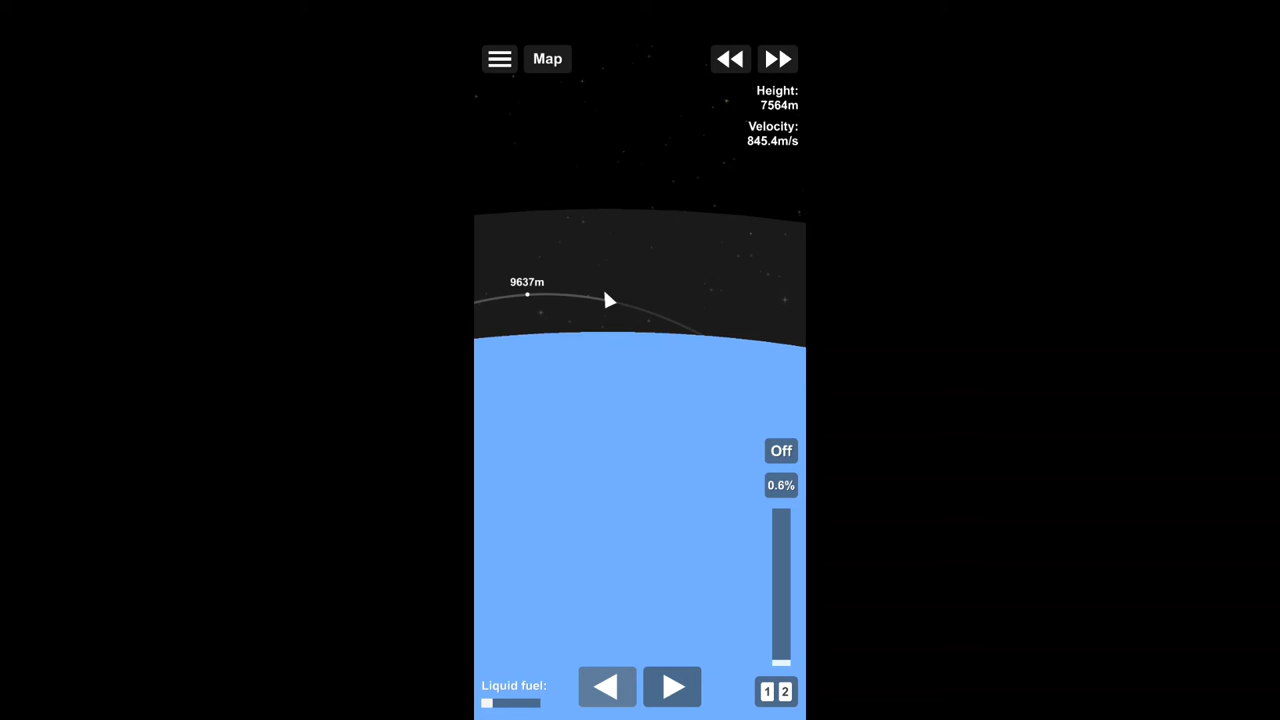 Map
Height:
7564m
Velocity:
845.4m/s
9637m
Off
0.6%
Liquid fuel:
1 2